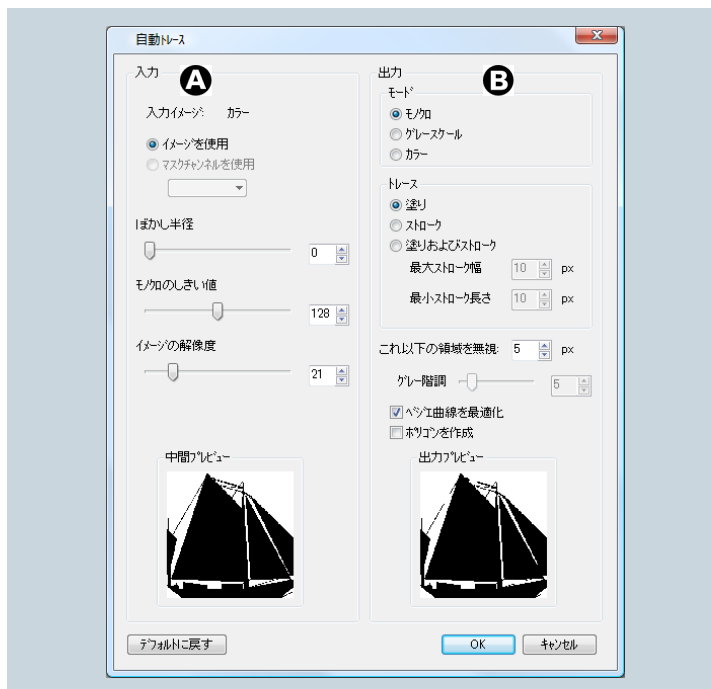 自動ﾄﾚｰｽ
入力
A
入力ｲﾒｰｼﾞ: ｶﾗｰ
ｲﾒｰｼﾞを使用
ﾏｽｸﾁｬﾝﾈﾙを使用
ぼかし半径
0
ﾓﾉｸﾛのしきい値
128
ｲﾒｰｼﾞの解像度
21
中間ﾌﾟﾚﾋﾞｭｰ
ﾃﾞﾌｫﾙﾄに戻す
出力
B
ﾓｰﾄﾞ
ﾓﾉｸﾛ
ｸﾞﾚｰｽｹｰﾙ
ｶﾗｰ
ﾄﾚｰｽ
塗り
ｽﾄﾛｰｸ
塗りおよびｽﾄﾛｰｸ
最大ｽﾄﾛｰｸ幅 10 px
最小ｽﾄﾛｰｸ長さ 10 px
これ以下の領域を無視: 5 px
ｸﾞﾚｰ階調 5
ﾍﾞｼﾞｴ曲線を最適化
ﾎﾟﾘｺﾞﾝを作成
出力ﾌﾟﾚﾋﾞｭｰ
OK ｷｬﾝｾﾙ